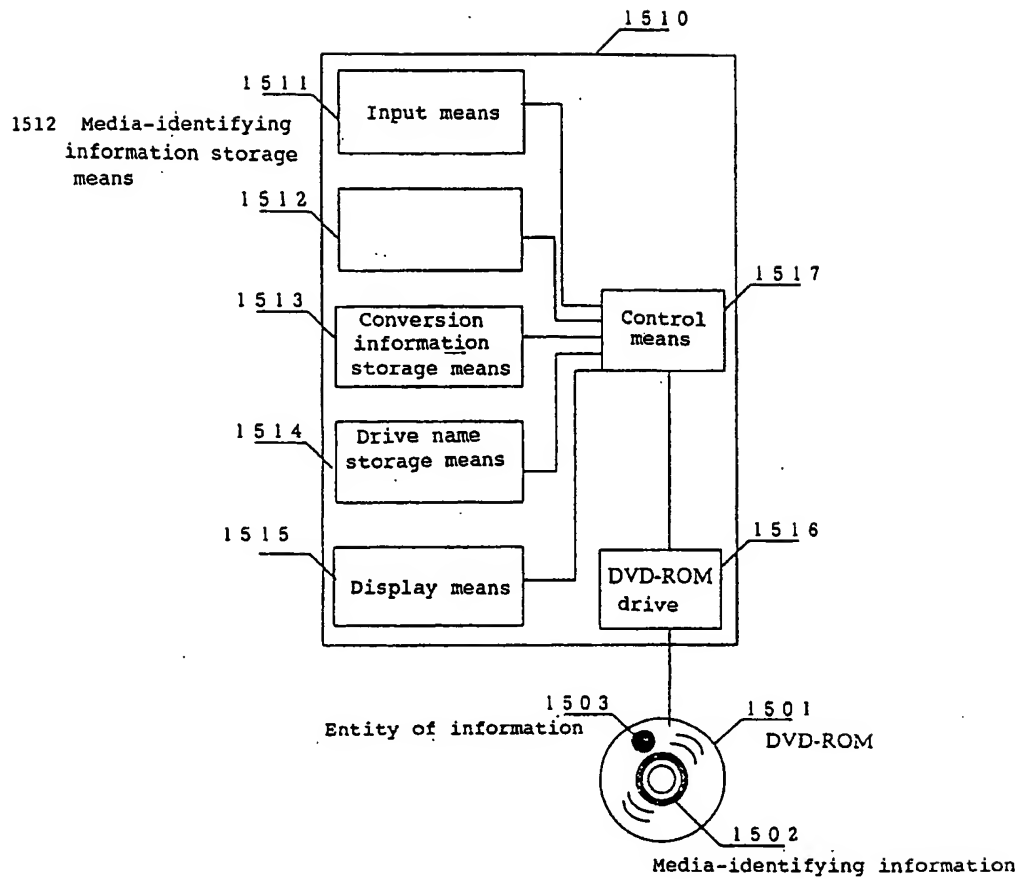 1510
1511
Input means
1512 Media-identifying
information storage
means
1512
1517
1513
Conversion
information
storage means
Control
means
1514
Drive name
storage means
1515
1516
Display means
DVD-ROM
drive
1503
1501
Entity of information
DVD-ROM
1502
Media-identifying information